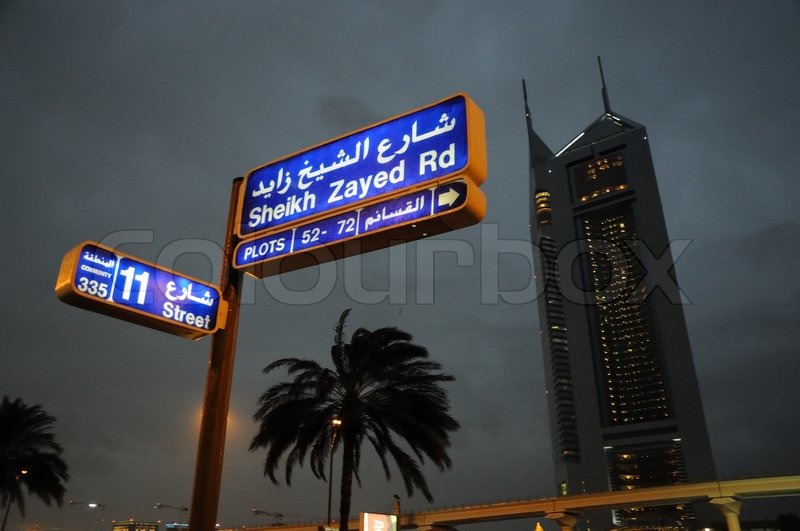 شارع الشيخ زايد
Sheikh Zayed Rd
PLOTS 52- 72 القسائم
المنطقة
COMMUNITY
335
11 شارع
Street
colourbox